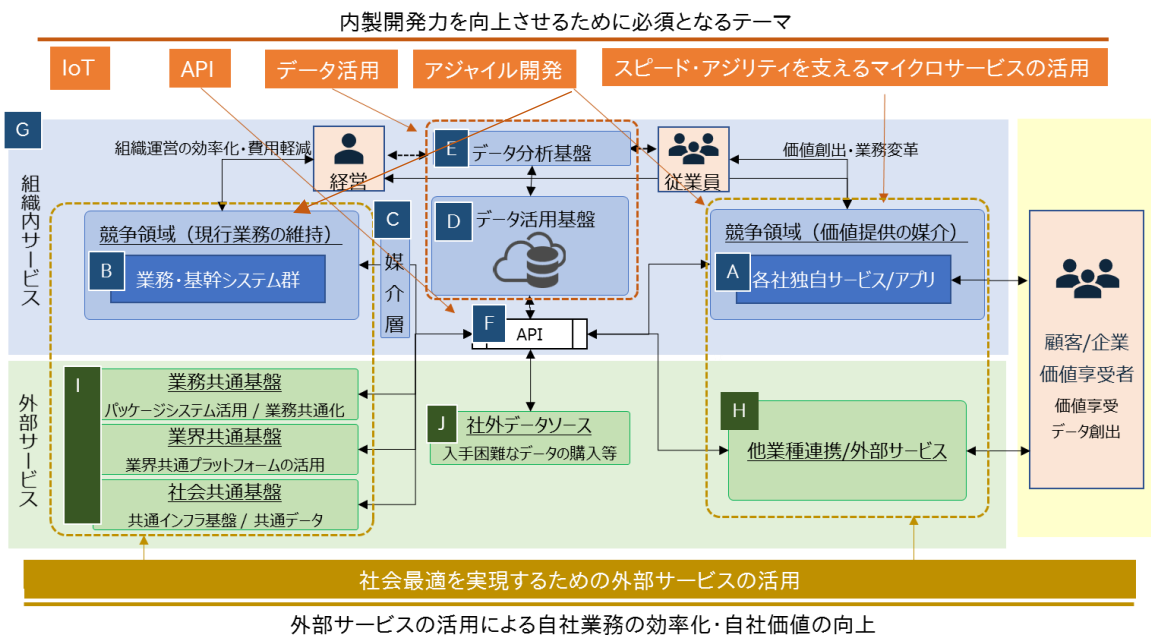 内製開発力を向上させるために必須となるテーマ
IoT
API
データ活用
アジャイル開発
スピード・アジリティを支えるマイクロサービスの活用
G
組織内サービス
組織運営の効率化・費用軽減
経営
E
データ分析基盤
従業員
価値創出・業務変革
競争領域（現行業務の維持）
B
業務・基幹システム群
C
媒介層
D
データ活用基盤
競争領域（価値提供の媒介）
A
各社独自サービス/アプリ
F
API
顧客/企業
価値享受者
価値享受
データ創出
外部サービス
I
業務共通基盤
パッケージシステム活用 / 業務共通化
業界共通基盤
業界共通プラットフォームの活用
社会共通基盤
共通インフラ基盤 / 共通データ
J
社外データソース
入手困難なデータの購入等
H
他業種連携/外部サービス
社会最適を実現するための外部サービスの活用
外部サービスの活用による自社業務の効率化・自社価値の向上